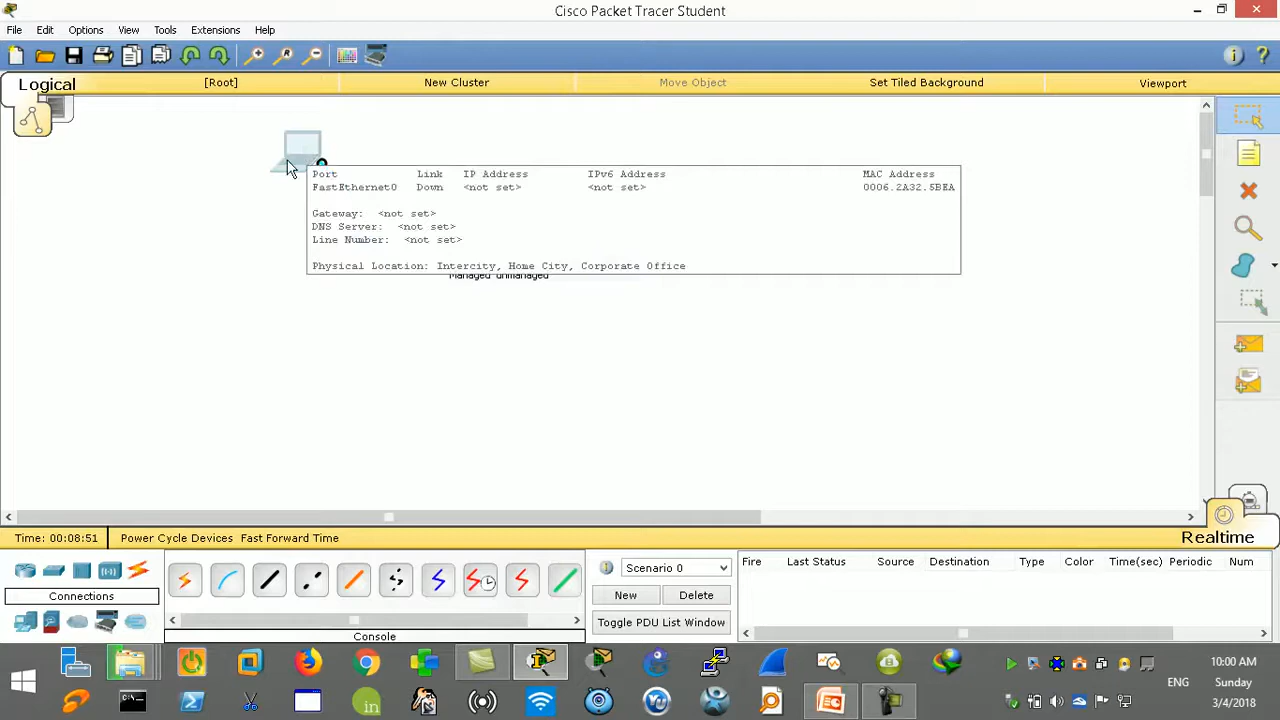 Cisco Packet Tracer Student
File Edit Options View Tools Extensions Help
Logical [Root] New Cluster Move Object Set Tiled Background Viewport
Port Link IP Address IPv6 Address MAC Address
FastEthernet0 Down <not set> <not set> 0006.2A32.5BEA
Gateway: <not set>
DNS Server: <not set>
Line Number: <not set>
Physical Location: Intercity, Home City, Corporate Office
Managed unmanaged
Time: 00:08:51 Power Cycle Devices Fast Forward Time
Realtime
Scenario 0
Fire Last Status Source Destination Type Color Time(sec) Periodic Num
Connections
New Delete
Toggle PDU List Window
Console
10:00 AM
ENG Sunday
3/4/2018